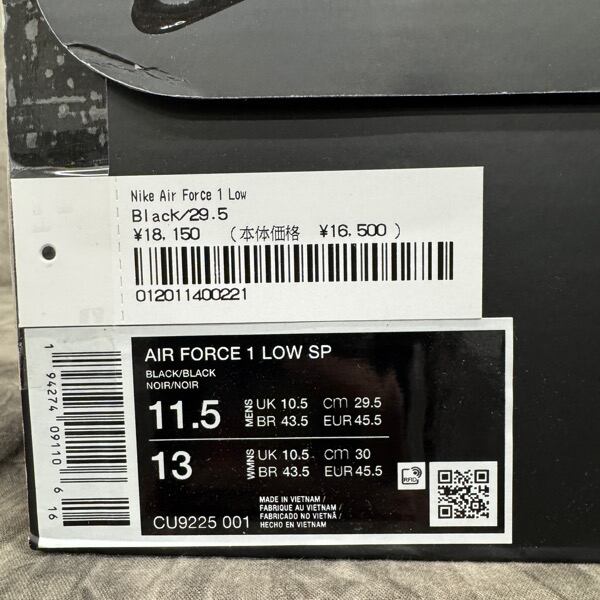 Nike Air Force 1 Low
Black/29.5
¥18,150 (本体価格 ¥16,500)
012011400221
AIR FORCE 1 LOW SP
BLACK/BLACK
NOIR/NOIR
11.5 MENS UK 10.5 cm 29.5
BR 43.5 EUR 45.5
13 WMNS UK 10.5 cm 30
BR 43.5 EUR 45.5
RFID
MADE IN VIETNAM /
FABRIQUÉ AU VIETNAM /
FABRICADO NO VIETNÃ /
HECHO EN VIETNAM
CU9225 001
1 94274 09110 6 16